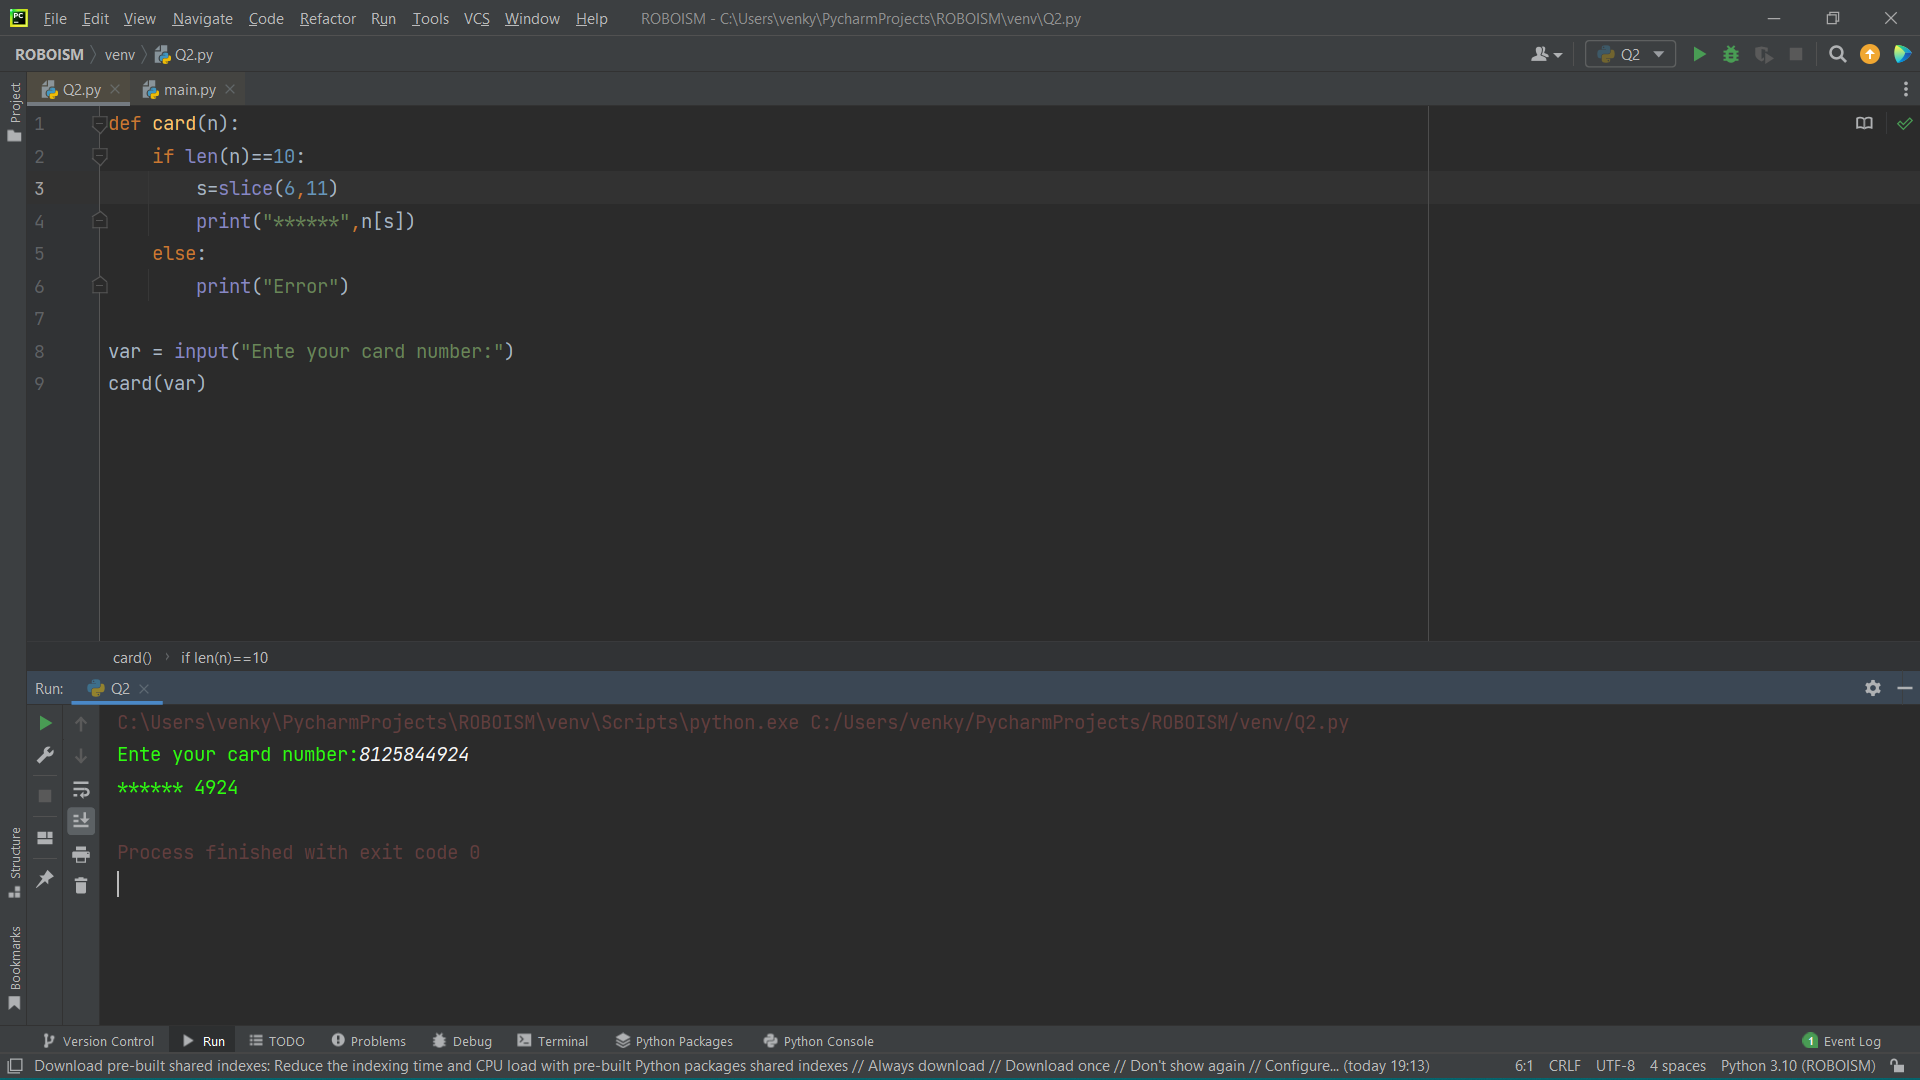 File Edit View Navigate Code Refactor Run Tools VCS Window Help ROBOISM - C:\Users\venky\PycharmProjects\ROBOISM\venv\Q2.py
ROBOISM venv Q2.py Q2
Project
Q2.py main.py
1 def card(n):
2     if len(n)==10:
3         s=slice(6,11)
4         print("******",n[s])
5     else:
6         print("Error")
7
8 var = input("Ente your card number:")
9 card(var)
card() if len(n)==10
Run: Q2
C:\Users\venky\PycharmProjects\ROBOISM\venv\Scripts\python.exe C:/Users/venky/PycharmProjects/ROBOISM/venv/Q2.py
Ente your card number:8125844924
****** 4924
Process finished with exit code 0
Structure
Bookmarks
Version Control Run TODO Problems Debug Terminal Python Packages Python Console 1 Event Log
Download pre-built shared indexes: Reduce the indexing time and CPU load with pre-built Python packages shared indexes // Always download // Download once // Don't show again // Configure... (today 19:13) 6:1 CRLF UTF-8 4 spaces Python 3.10 (ROBOISM)